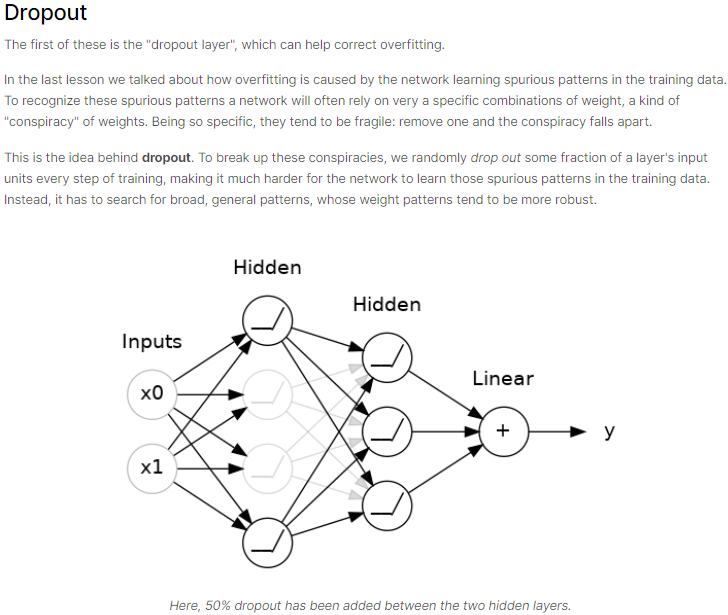 Dropout
The first of these is the "dropout layer", which can help correct overfitting.
In the last lesson we talked about how overfitting is caused by the network learning spurious patterns in the training data.
To recognize these spurious patterns a network will often rely on very a specific combinations of weight, a kind of
"conspiracy" of weights. Being so specific, they tend to be fragile: remove one and the conspiracy falls apart.
This is the idea behind dropout. To break up these conspiracies, we randomly drop out some fraction of a layer's input
units every step of training, making it much harder for the network to learn those spurious patterns in the training data.
Instead, it has to search for broad, general patterns, whose weight patterns tend to be more robust.
Hidden
Hidden
Inputs
Linear
x0
x1
+
y
Here, 50% dropout has been added between the two hidden layers.